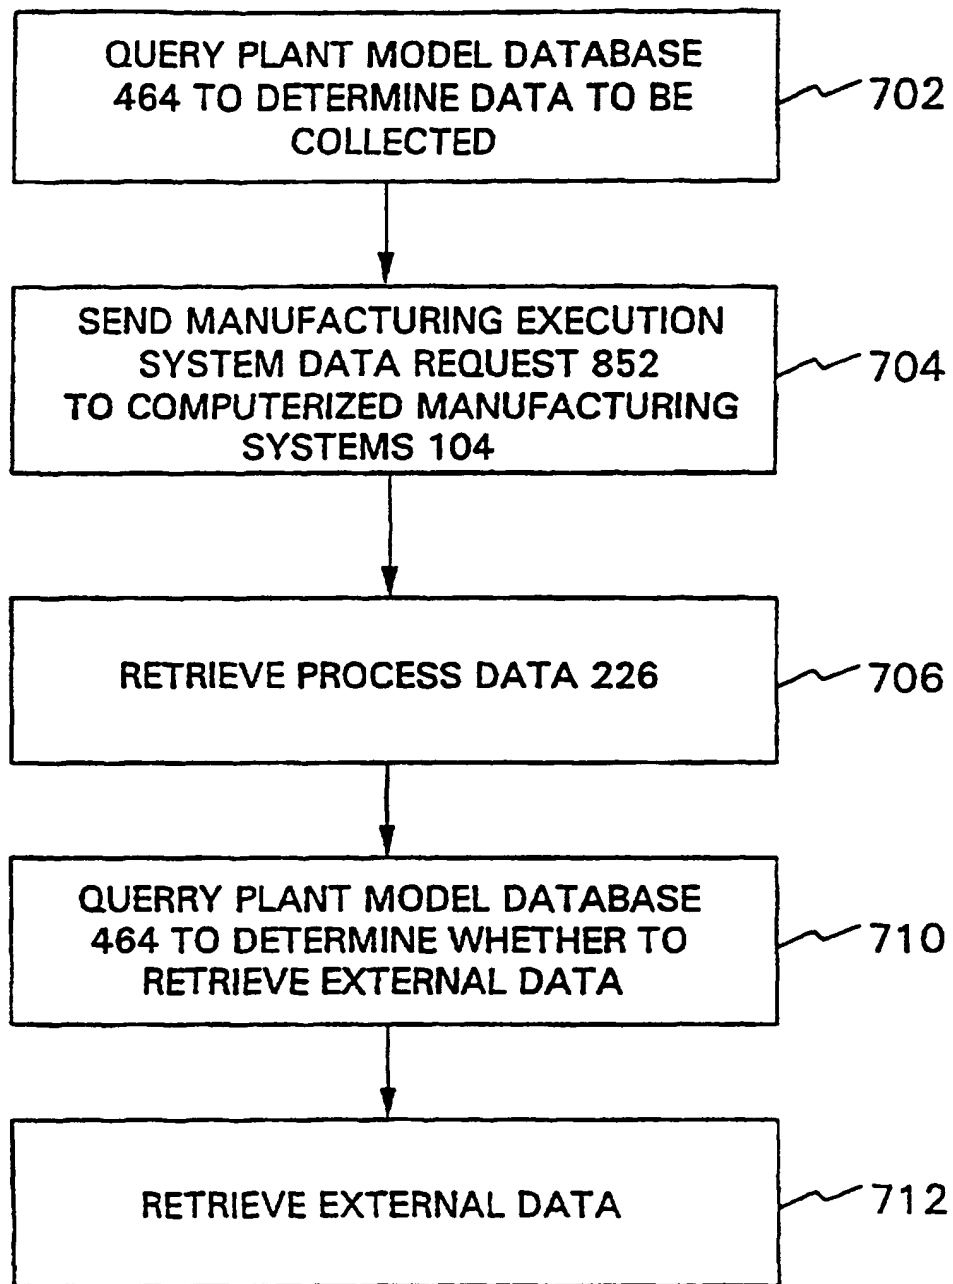 QUERY PLANT MODEL DATABASE
464 TO DETERMINE DATA TO BE
COLLECTED
702
SEND MANUFACTURING EXECUTION
SYSTEM DATA REQUEST 852
TO COMPUTERIZED MANUFACTURING
SYSTEMS 104
704
RETRIEVE PROCESS DATA 226
706
QUERRY PLANT MODEL DATABASE
464 TO DETERMINE WHETHER TO
RETRIEVE EXTERNAL DATA
710
RETRIEVE EXTERNAL DATA
712